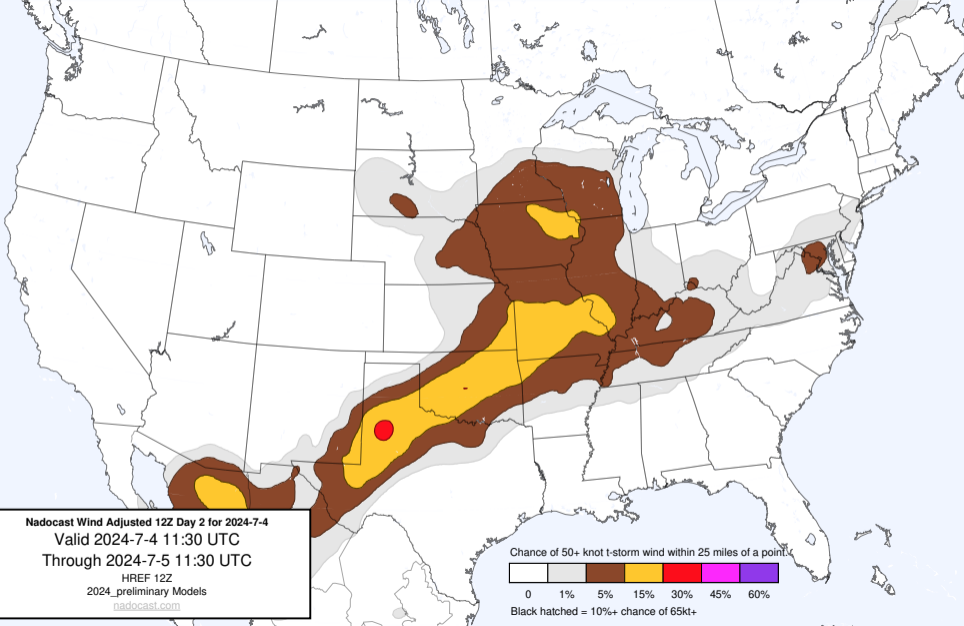 Nadocast Wind Adjusted 12Z Day 2 for 2024-7-4
Valid 2024-7-4 11:30 UTC
Through 2024-7-5 11:30 UTC
HREF 12Z
2024_preliminary Models
nadocast.com
Chance of 50+ knot t-storm wind within 25 miles of a point.
0 1% 5% 15% 30% 45% 60%
Black hatched = 10%+ chance of 65kt+